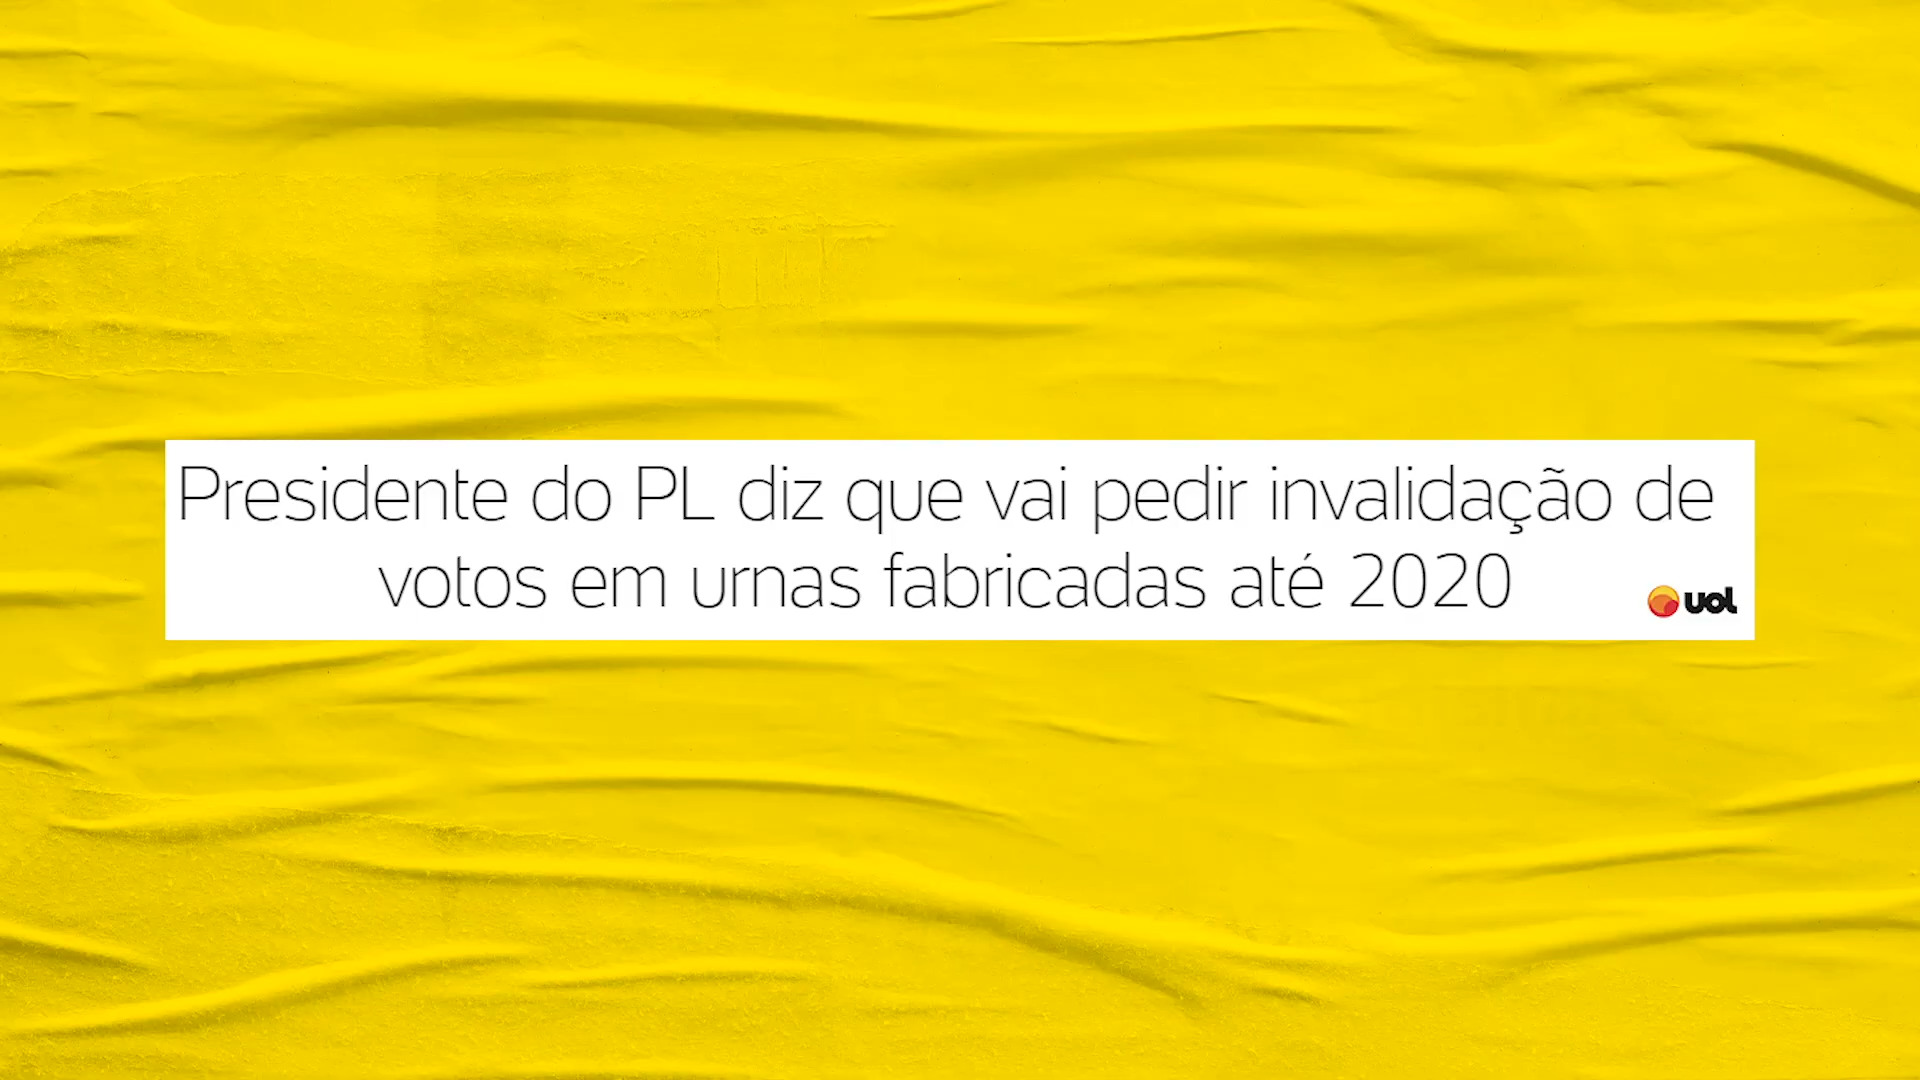 Presidente do PL diz que vai pedir invalidação de
votos em urnas fabricadas até 2020
uol